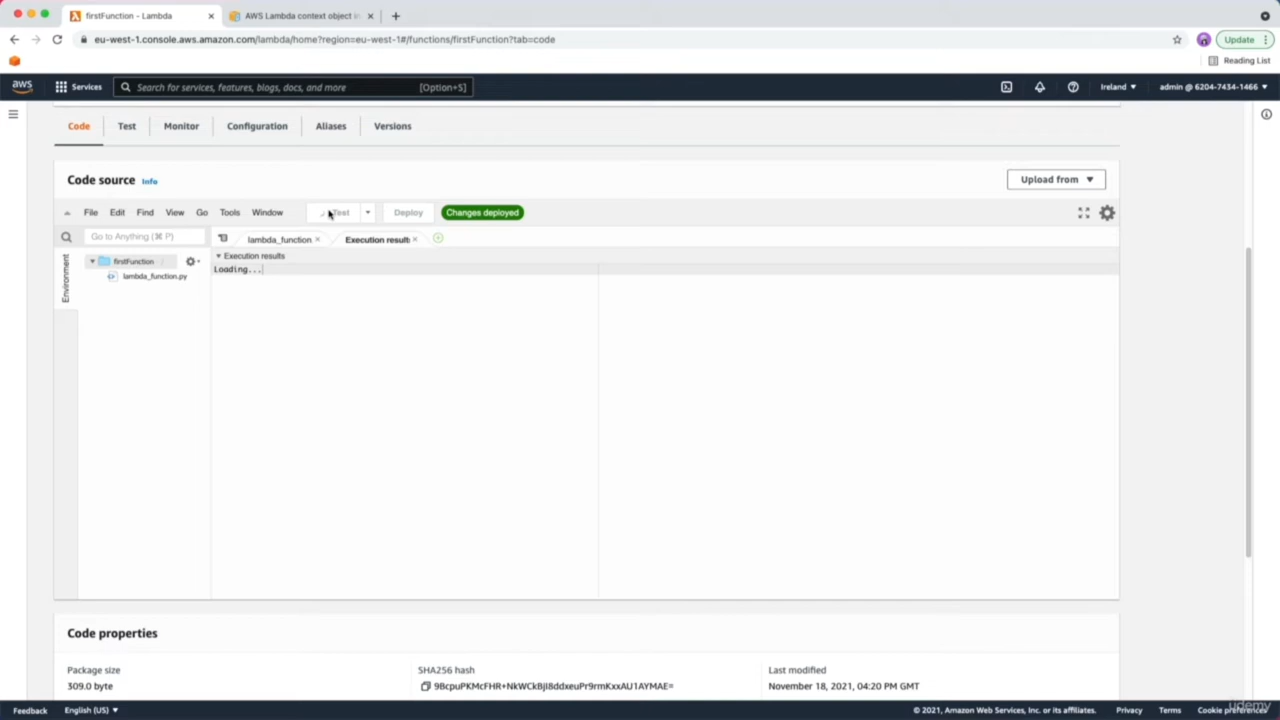 firstFunction - Lambda
AWS Lambda context object in
eu-west-1.console.aws.amazon.com/lambda/home?region=eu-west-1#/functions/firstFunction?tab=code
Update
Reading List
aws
Services
Search for services, features, blogs, docs, and more
[Option+S]
Ireland
admin @ 6204-7434-1466
Code
Test
Monitor
Configuration
Aliases
Versions
Code source
Info
Upload from
File
Edit
Find
View
Go
Tools
Window
Test
Deploy
Changes deployed
Go to Anything (⌘ P)
lambda_function
Execution result:
Environment
firstFunction
/
Execution results
Loading...
lambda_function.py
Code properties
Package size
SHA256 hash
Last modified
309.0 byte
9BcpuPKMcFHR+NkWCkBjI8ddxeuPr9rmKxxAU1AYMAE=
November 18, 2021, 04:20 PM GMT
Feedback
English (US)
© 2021, Amazon Web Services, Inc. or its affiliates.
Privacy
Terms
Cookie preferences
udemy